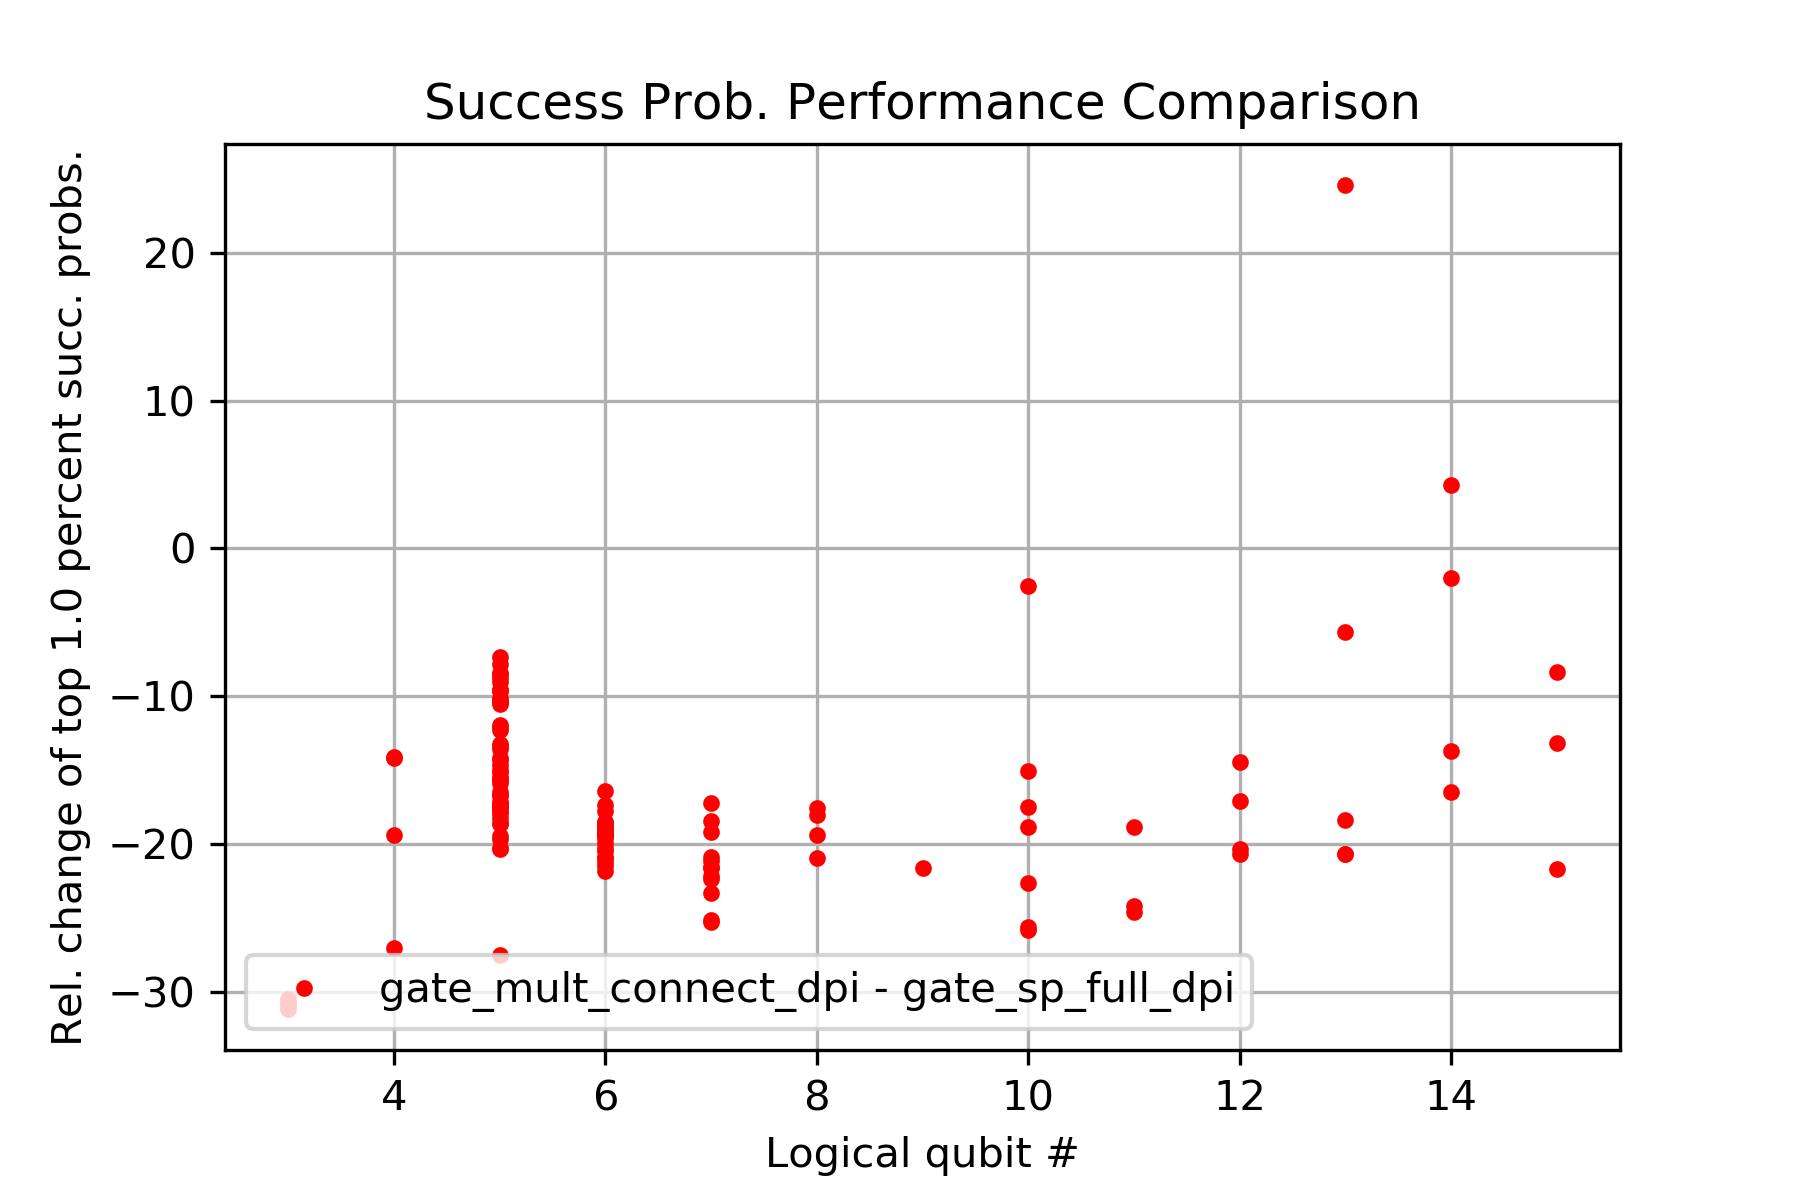 Success Prob. Performance Comparison
Rel. change of top 1.0 percent succ. probs.
20
10
0
−10
−20
−30
gate_mult_connect_dpi - gate_sp_full_dpi
4 6 8 10 12 14
Logical qubit #